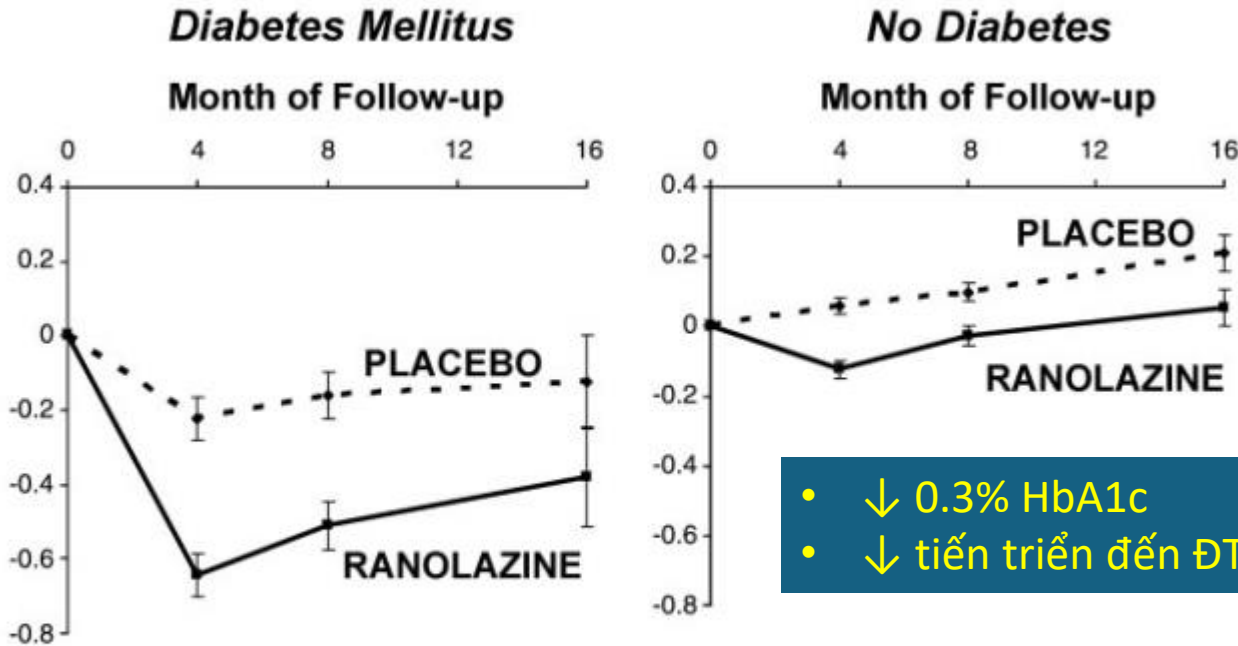 Diabetes Mellitus
Month of Follow-up
0 4 8 12 16
0.4
0.2
0
-0.2
-0.4
-0.6
-0.8
PLACEBO
RANOLAZINE
No Diabetes
Month of Follow-up
0 4 8 12 16
0.4
0.2
0
-0.2
-0.4
-0.6
-0.8
PLACEBO
RANOLAZINE
• ↓ 0.3% HbA1c
• ↓ tiến triển đến ĐT